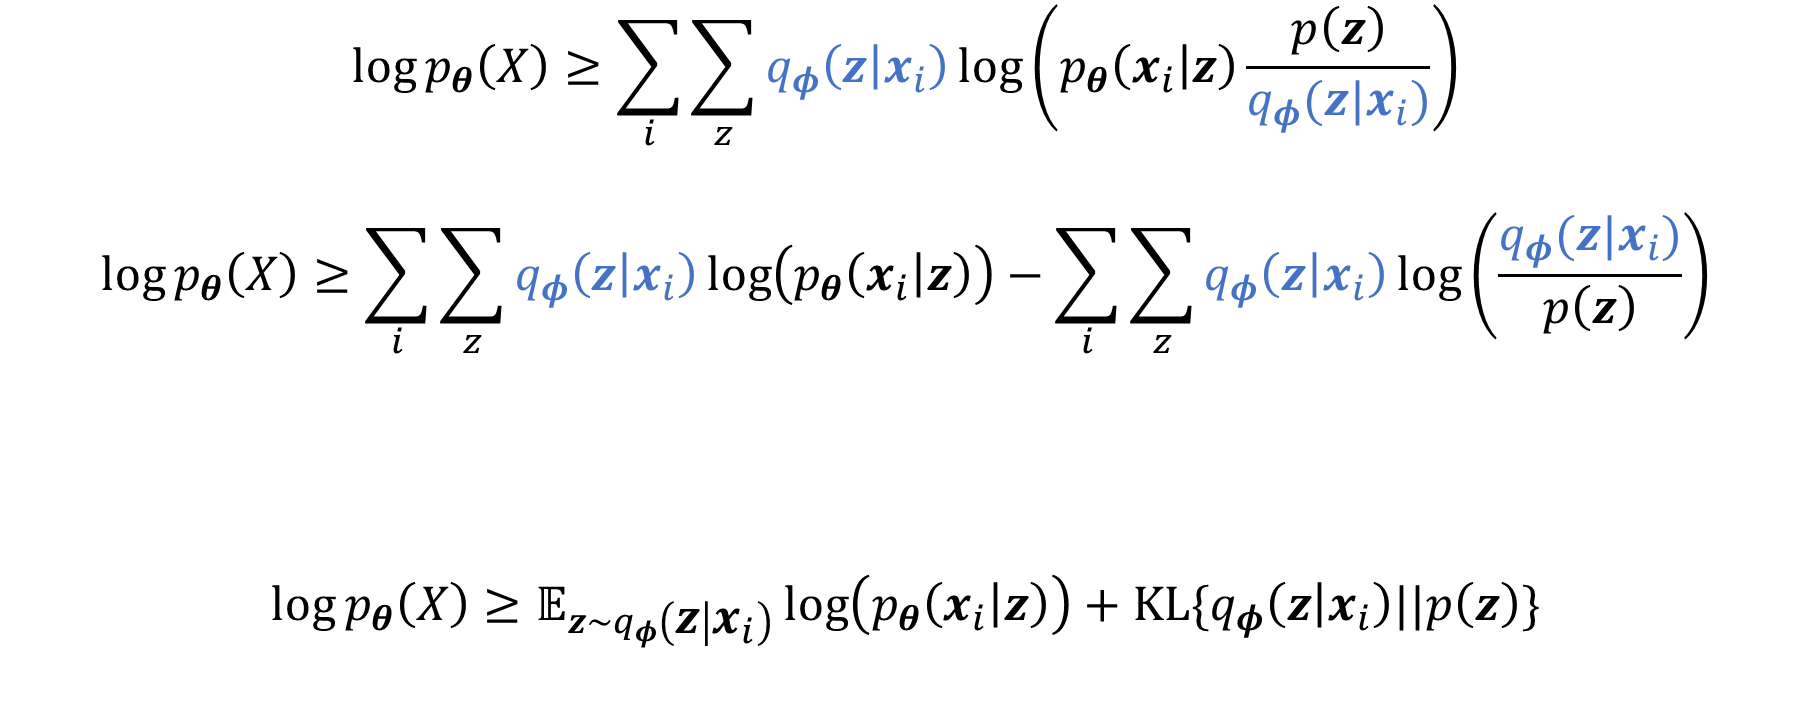 log p_θ(X) ≥ ∑_i ∑_z q_ϕ(z|x_i) log(p_θ(x_i|z) p(z)/q_ϕ(z|x_i))
log p_θ(X) ≥ ∑_i ∑_z q_ϕ(z|x_i) log(p_θ(x_i|z)) − ∑_i ∑_z q_ϕ(z|x_i) log(q_ϕ(z|x_i)/p(z))
log p_θ(X) ≥ 𝔼_{z~q_ϕ(z|x_i)} log(p_θ(x_i|z)) + KL{q_ϕ(z|x_i)||p(z)}